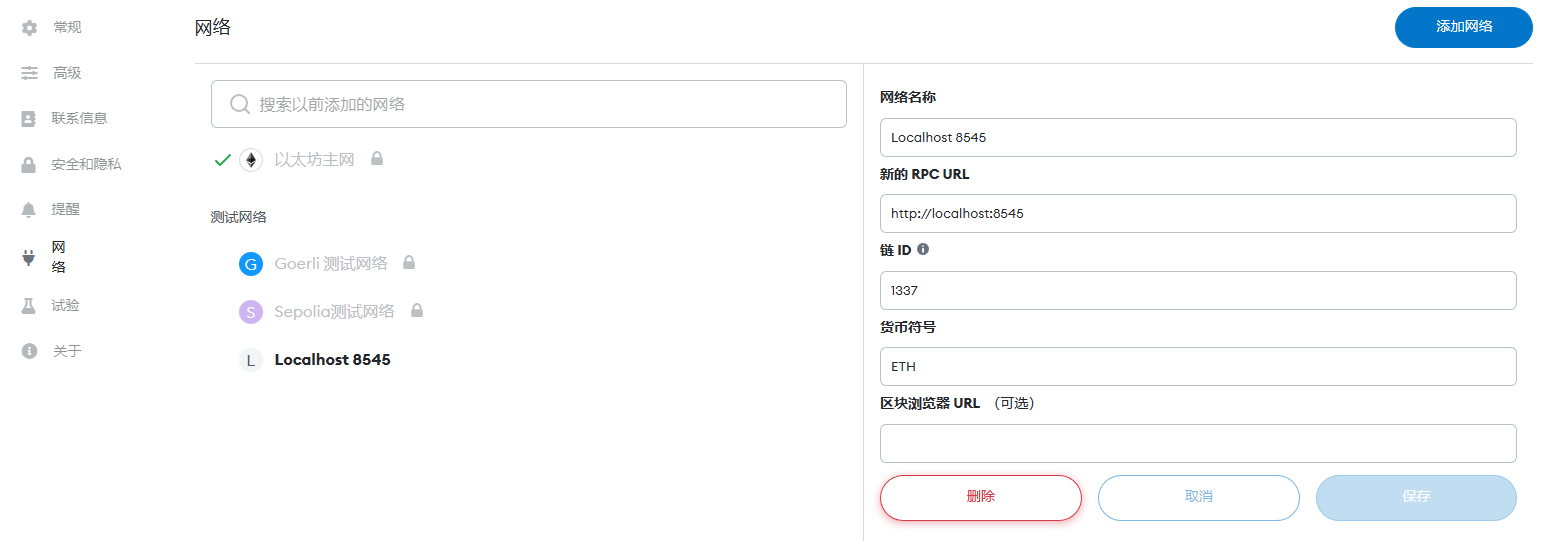 常规
高级
联系信息
安全和隐私
提醒
网
络
试验
关于
网络
添加网络
搜索以前添加的网络
以太坊主网
测试网络
G Goerli 测试网络
S Sepolia测试网络
L Localhost 8545
网络名称
Localhost 8545
新的 RPC URL
http://localhost:8545
链 ID
1337
货币符号
ETH
区块浏览器 URL （可选）
删除 取消 保存